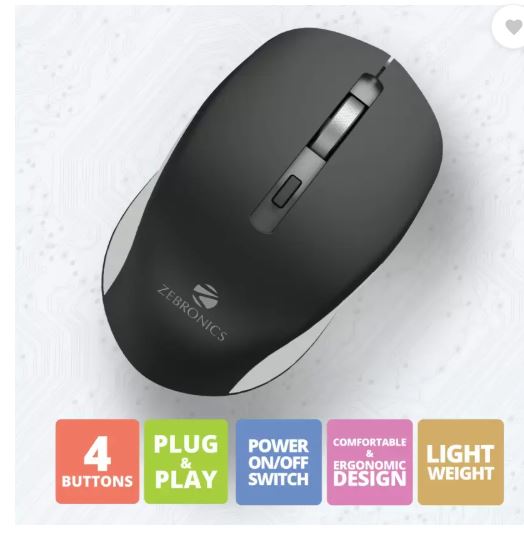 ZEBRONICS
4
BUTTONS
PLUG
&
PLAY
POWER
ON/OFF
SWITCH
COMFORTABLE
&
ERGONOMIC
DESIGN
LIGHT
WEIGHT